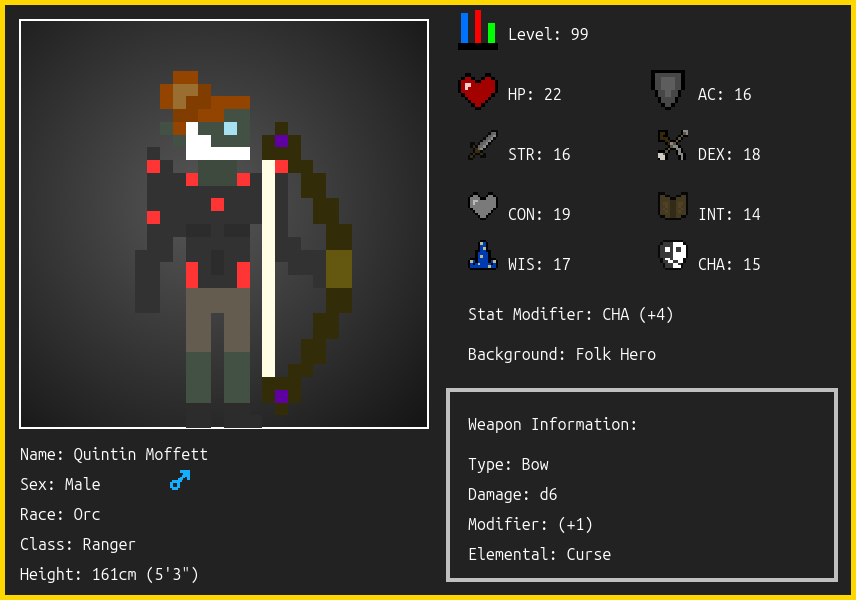 Level: 99
HP: 22
AC: 16
STR: 16
DEX: 18
CON: 19
INT: 14
WIS: 17
CHA: 15
Stat Modifier: CHA (+4)
Background: Folk Hero
Weapon Information:
Type: Bow
Damage: d6
Modifier: (+1)
Elemental: Curse
Name: Quintin Moffett
Sex: Male
Race: Orc
Class: Ranger
Height: 161cm (5'3")